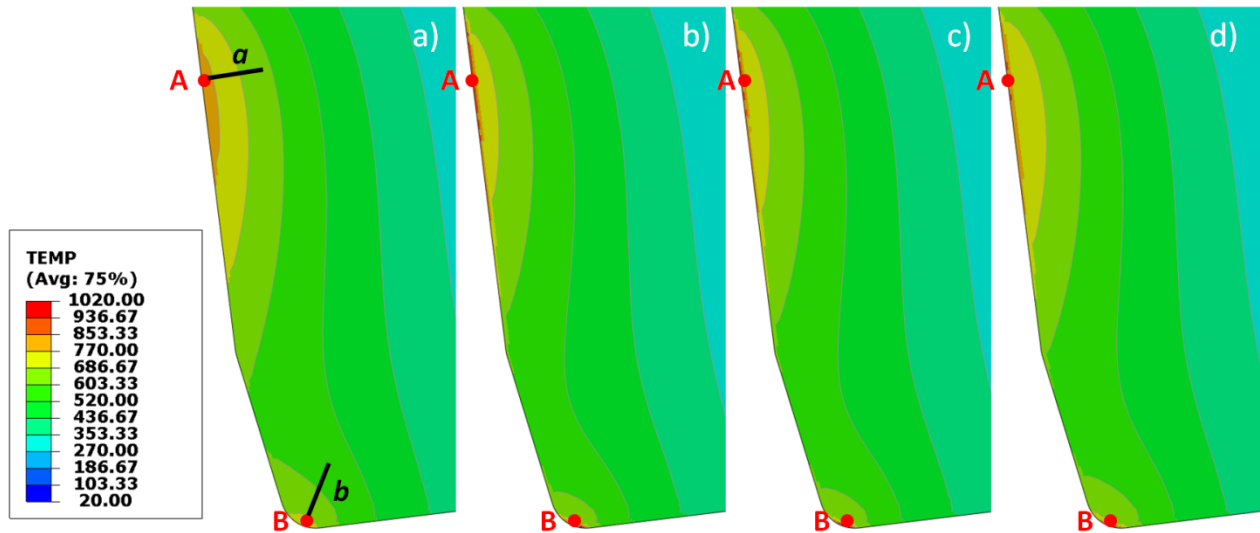 a)
b)
c)
d)
a
A
A
A
A
TEMP
(Avg: 75%)
1020.00
936.67
853.33
770.00
686.67
603.33
520.00
436.67
353.33
270.00
186.67
103.33
20.00
b
B
B
B
B